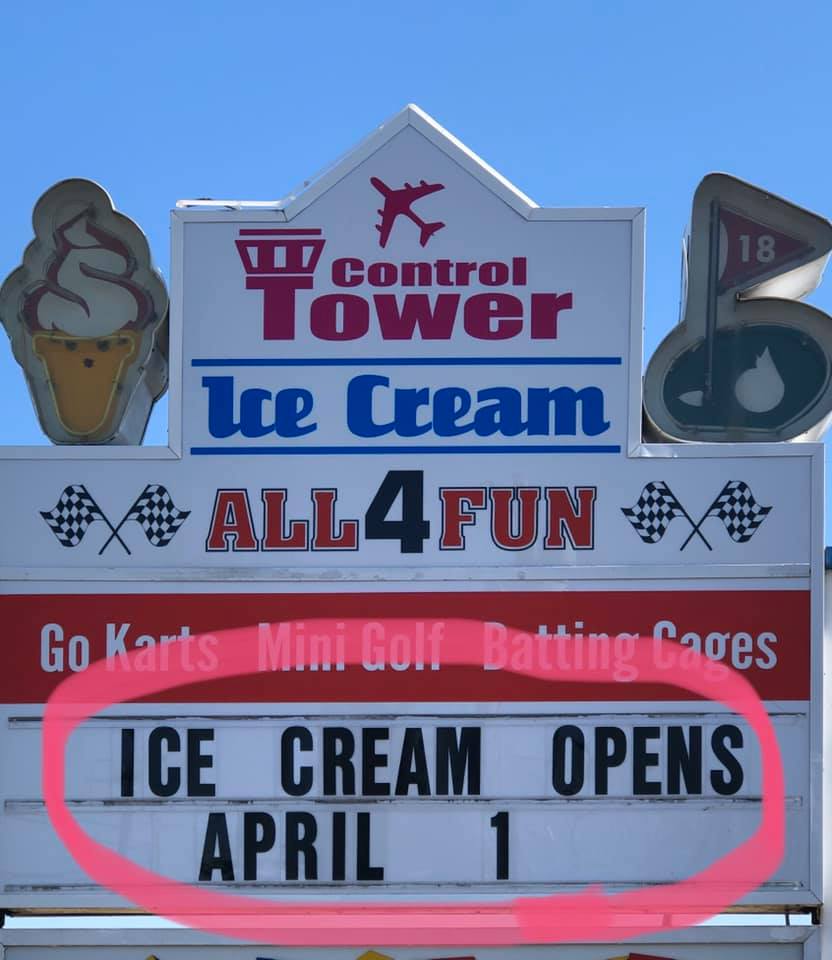 18
Control
Tower
Ice Cream
ALL4FUN
Go Karts Mini Golf Batting Cages
ICE CREAM OPENS
APRIL 1